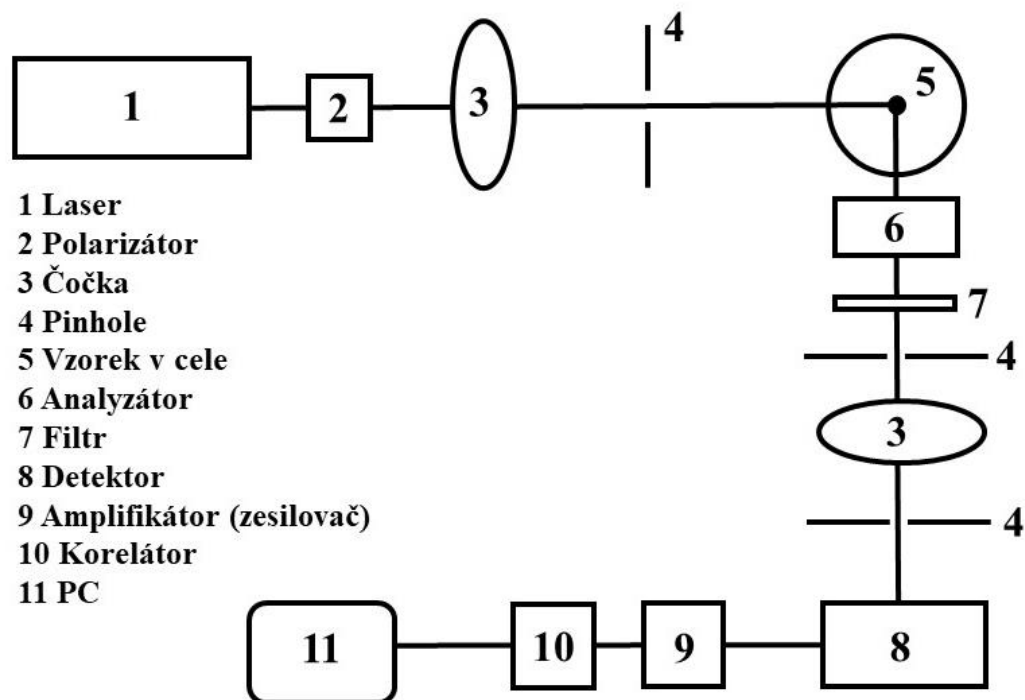 4
1
2
3
5
1 Laser
2 Polarizátor
3 Čočka
4 Pinhole
5 Vzorek v cele
6 Analyzátor
7 Filtr
8 Detektor
9 Amplifikátor (zesilovač)
10 Korelátor
11 PC
6
7
4
3
4
11
10
9
8